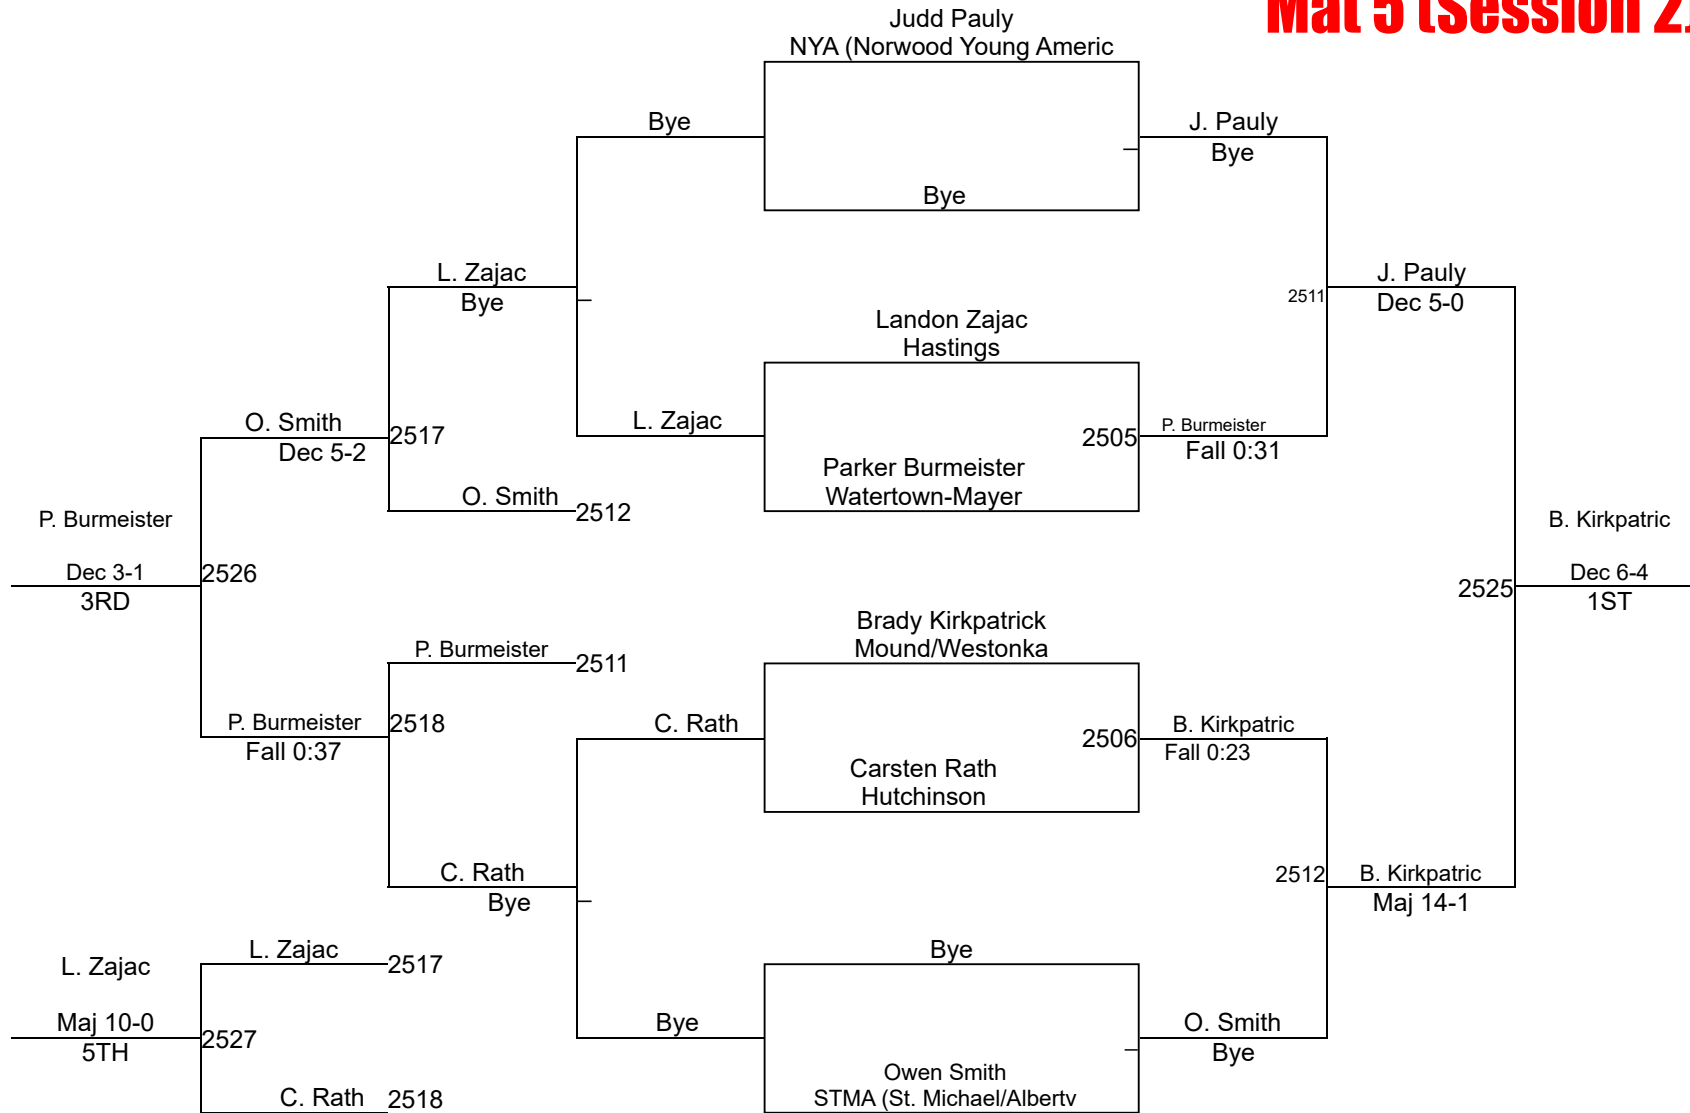 Mat 5 (Session 2)
Judd Pauly
NYA (Norwood Young Americ
Bye
J. Pauly
Bye
Bye
L. Zajac
Bye
2511
J. Pauly
Dec 5-0
Landon Zajac
Hastings
O. Smith
Dec 5-2
2517
L. Zajac
2505
P. Burmeister
Fall 0:31
Parker Burmeister
Watertown-Mayer
O. Smith
2512
P. Burmeister
Dec 3-1
3RD
2526
B. Kirkpatric
Dec 6-4
1ST
2525
Brady Kirkpatrick
Mound/Westonka
P. Burmeister
2511
P. Burmeister
Fall 0:37
2518
C. Rath
2506
B. Kirkpatric
Fall 0:23
Carsten Rath
Hutchinson
C. Rath
Bye
2512
B. Kirkpatric
Maj 14-1
L. Zajac
Maj 10-0
5TH
L. Zajac
2517
2527
Bye
Bye
O. Smith
Bye
Owen Smith
STMA (St. Michael/Albertv
C. Rath
2518